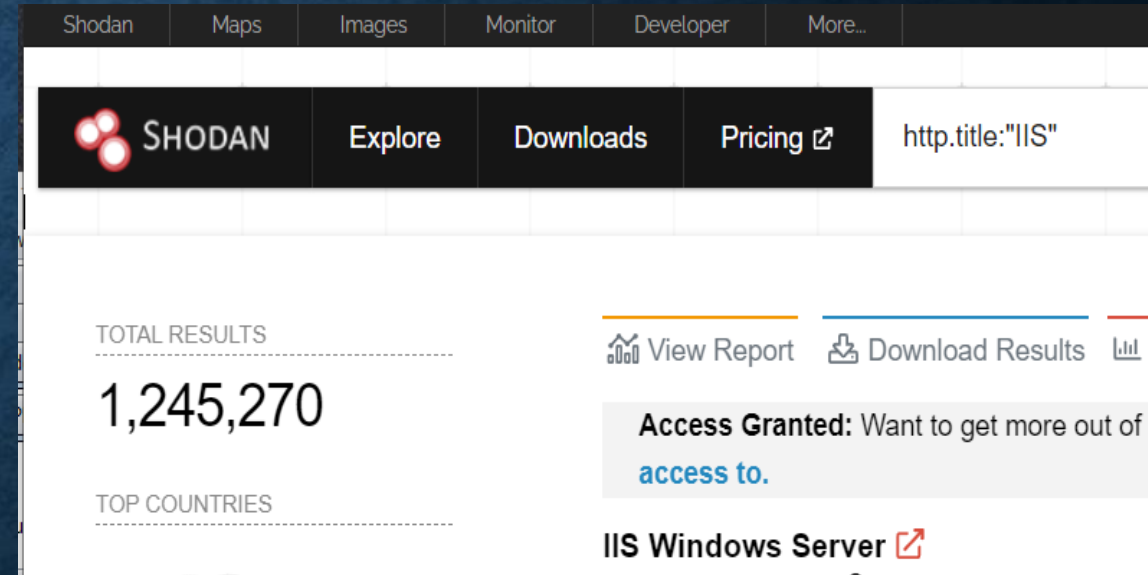 Shodan Maps Images Monitor Developer More...
SHODAN Explore Downloads Pricing http.title:"IIS"
TOTAL RESULTS
1,245,270
View Report Download Results
Access Granted: Want to get more out of
access to.
TOP COUNTRIES
IIS Windows Server